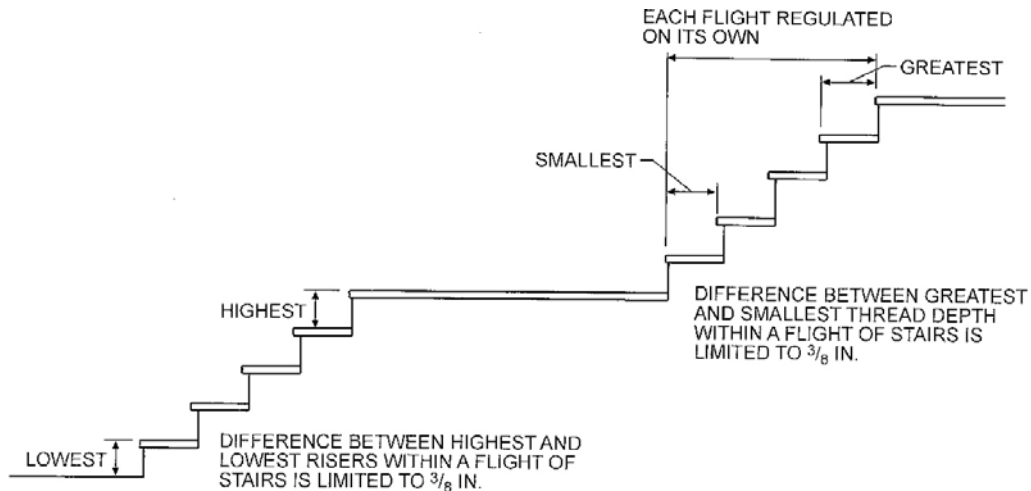 EACH FLIGHT REGULATED
ON ITS OWN
GREATEST
SMALLEST
HIGHEST
DIFFERENCE BETWEEN GREATEST
AND SMALLEST THREAD DEPTH
WITHIN A FLIGHT OF STAIRS IS
LIMITED TO 3/8 IN.
LOWEST
DIFFERENCE BETWEEN HIGHEST AND
LOWEST RISERS WITHIN A FLIGHT OF
STAIRS IS LIMITED TO 3/8 IN.